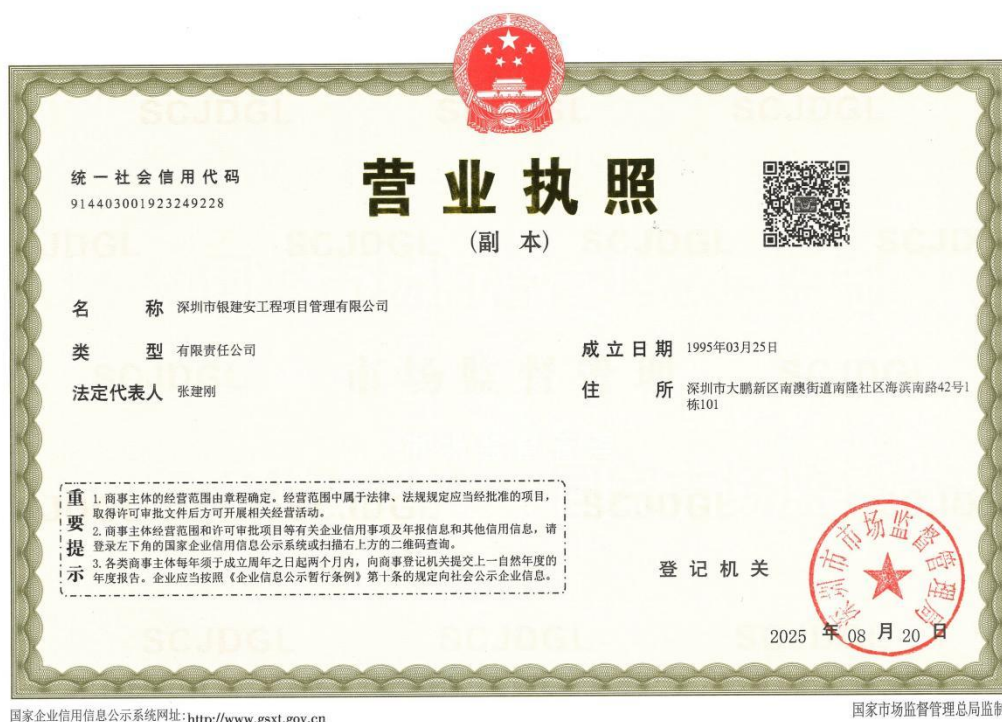 统一社会信用代码
914403001923249228
营业执照
(副 本)
名 称 深圳市银建安工程项目管理有限公司
类 型 有限责任公司
法定代表人 张建刚
成立日期 1995年03月25日
住 所 深圳市大鹏新区南澳街道南隆社区海滨南路42号1
栋101
重要提示
1. 商事主体的经营范围由章程确定。经营范围中属于法律、法规规定应当经批准的项目，
取得许可审批文件后方可开展相关经营活动。
2. 商事主体经营范围和许可审批项目等有关企业信用事项及年报信息和其他信用信息，请
登录左下角的国家企业信用信息公示系统或扫描右上方的二维码查询。
3. 各类商事主体每年须于成立周年之日起两个月内，向商事登记机关提交上一自然年度的
年度报告。企业应当按照《企业信息公示暂行条例》第十条的规定向社会公示企业信息。
登记机关
深圳市市场监督管理局
2025 年 08 月 20 日
国家企业信用信息公示系统网址：http://www.gsxt.gov.cn
国家市场监督管理总局监制
SCJDGL